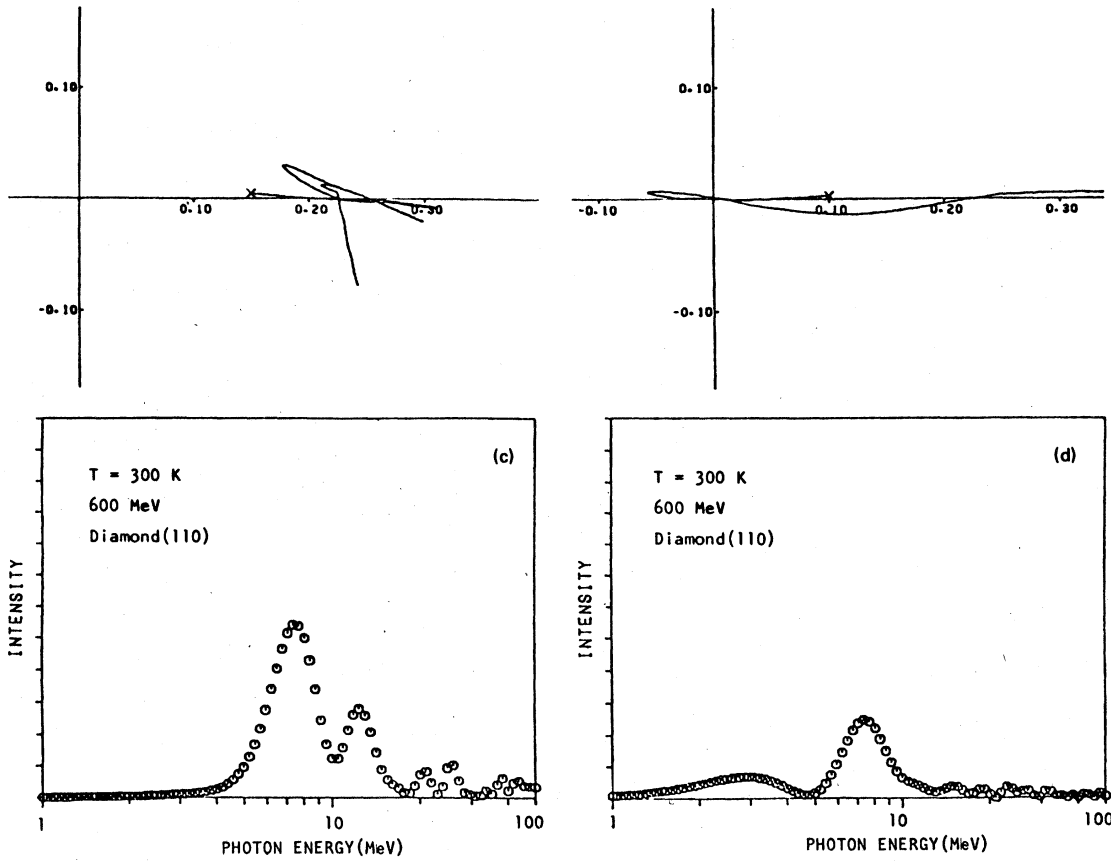 0.10
0.10 0.20 0.30
-0.10
0.10
-0.10 0.10 0.20 0.30
-0.10
(c)
T = 300 K
600 MeV
Diamond(110)
INTENSITY
1 10 100
PHOTON ENERGY(MeV)
(d)
T = 300 K
600 MeV
Diamond(110)
INTENSITY
1 10 100
PHOTON ENERGY(MeV)